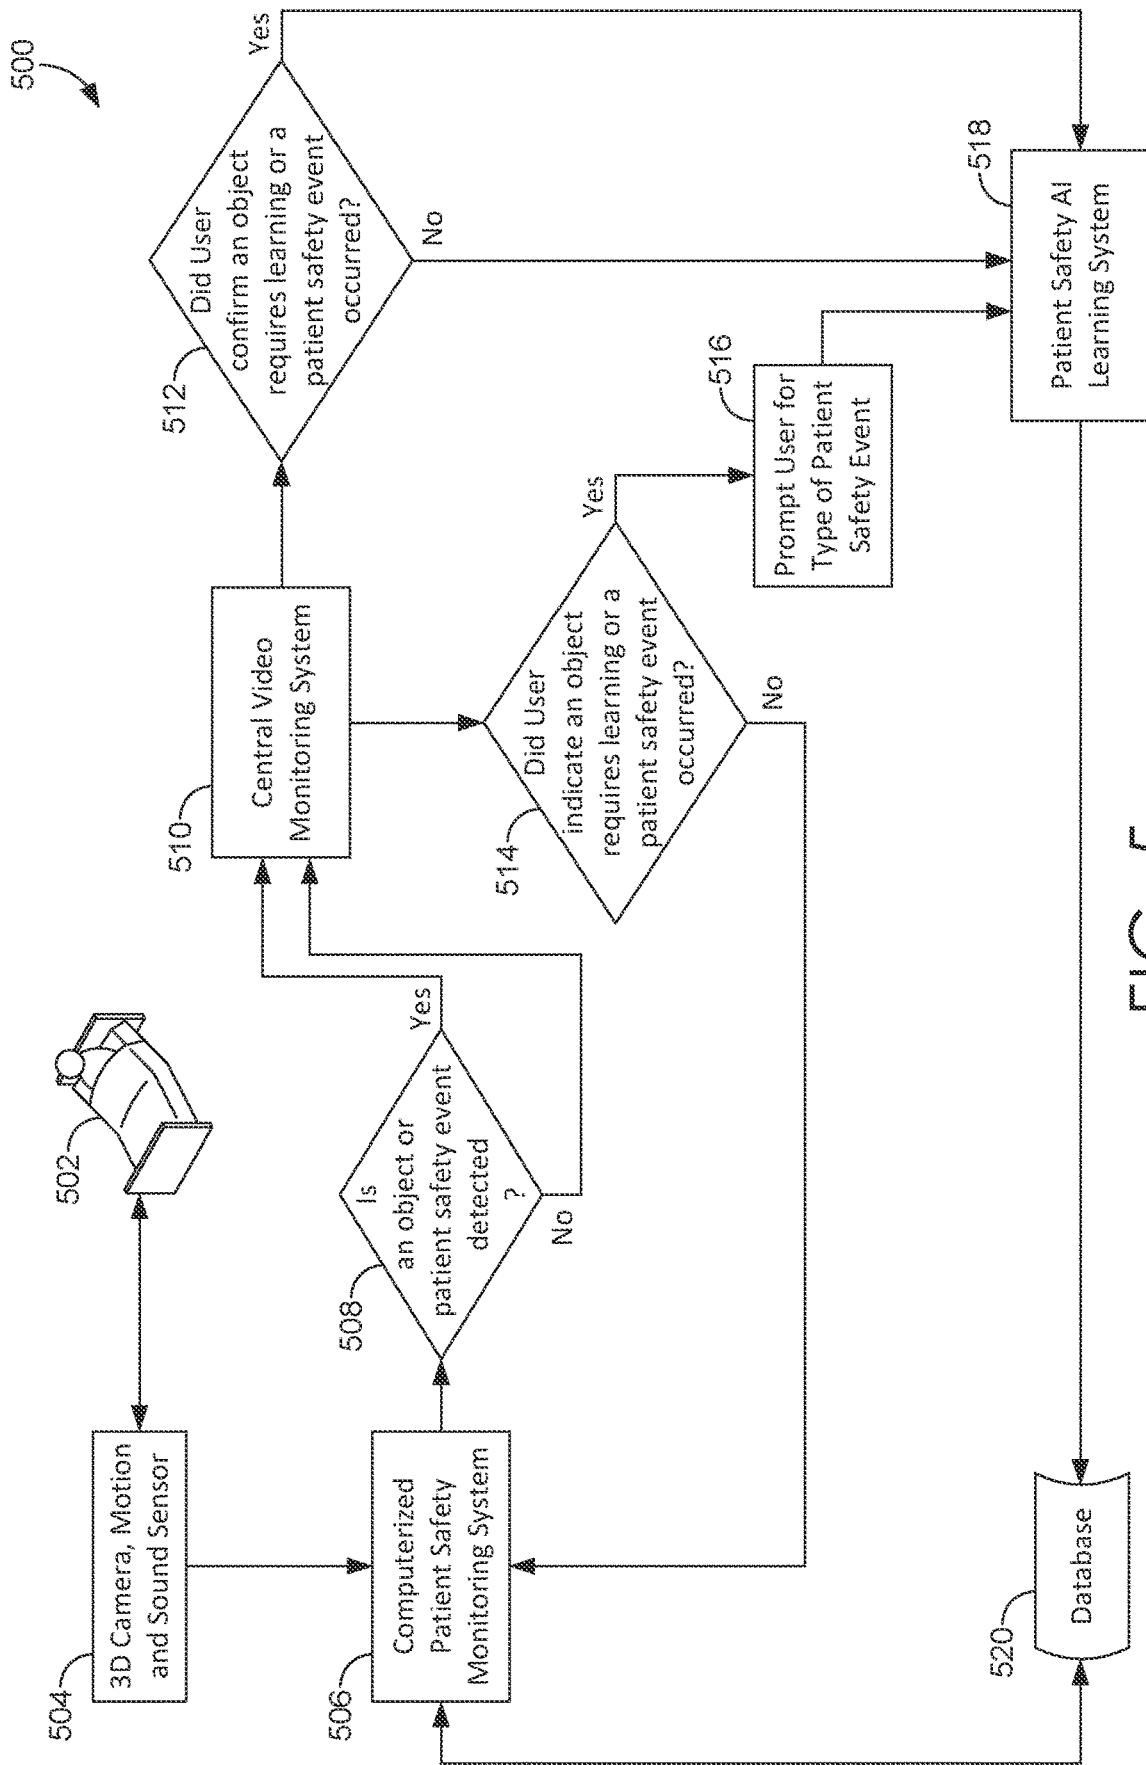 500
502
504
3D Camera, Motion
and Sound Sensor
506
Computerized
Patient Safety
Monitoring System
508
Is
an object or
patient safety event
detected
?
Yes
No
510
Central Video
Monitoring System
512
Did User
confirm an object
requires learning or a
patient safety event
occurred?
Yes
No
514
Did User
indicate an object
requires learning or a
patient safety event
occurred?
Yes
No
516
Prompt User for
Type of Patient
Safety Event
518
Patient Safety AI
Learning System
520
Database